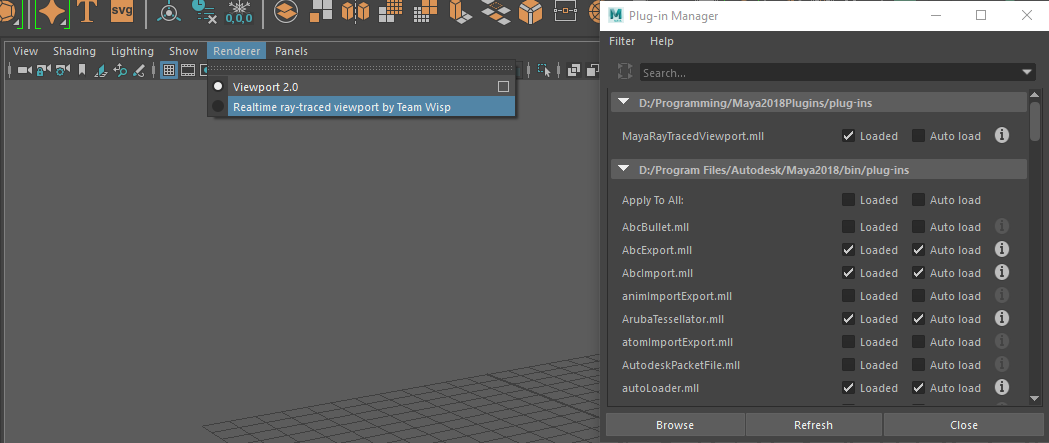 svg
0,0,0
View Shading Lighting Show Renderer Panels
Viewport 2.0
Realtime ray-traced viewport by Team Wisp
M Plug-in Manager
Filter Help
Search...
D:/Programming/Maya2018Plugins/plug-ins
MayaRayTracedViewport.mll Loaded Auto load
D:/Program Files/Autodesk/Maya2018/bin/plug-ins
Apply To All: Loaded Auto load
AbcBullet.mll Loaded Auto load
AbcExport.mll Loaded Auto load
AbcImport.mll Loaded Auto load
animImportExport.mll Loaded Auto load
ArubaTessellator.mll Loaded Auto load
atomImportExport.mll Loaded Auto load
AutodeskPacketFile.mll Loaded Auto load
autoLoader.mll Loaded Auto load
Browse Refresh Close